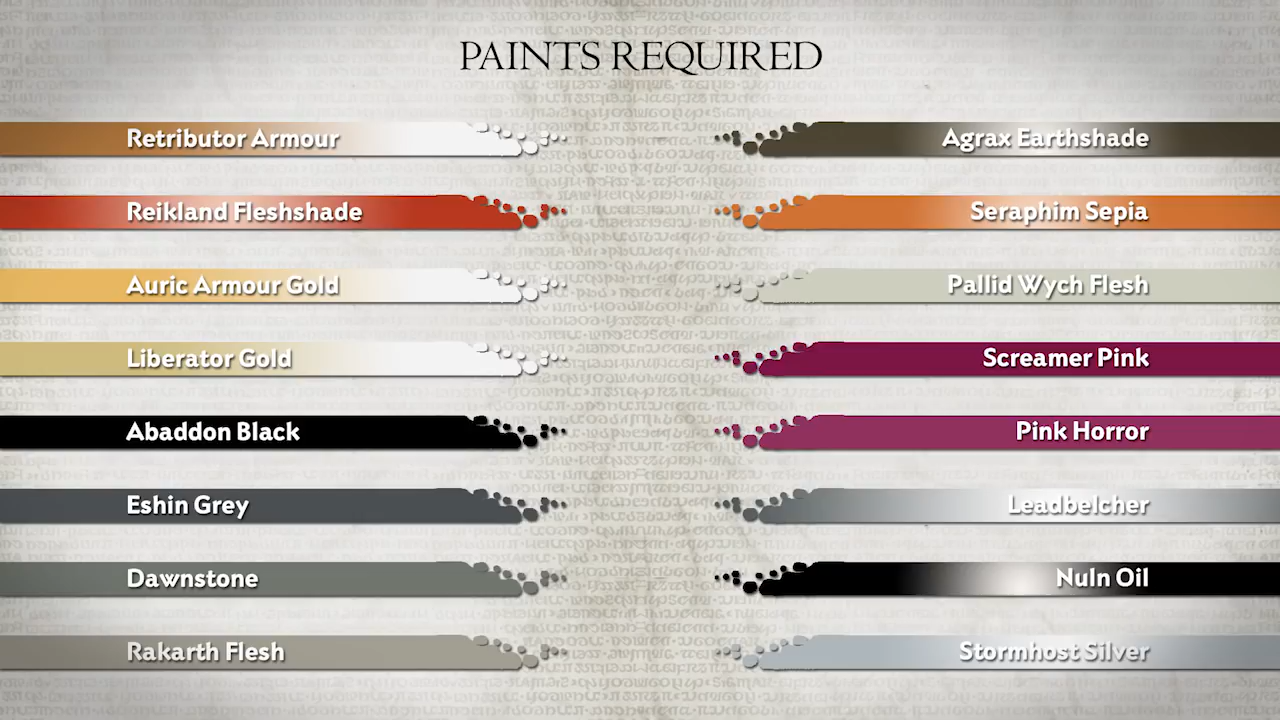 PAINTS REQUIRED
Retributor Armour
Reikland Fleshshade
Auric Armour Gold
Liberator Gold
Abaddon Black
Eshin Grey
Dawnstone
Rakarth Flesh
Agrax Earthshade
Seraphim Sepia
Pallid Wych Flesh
Screamer Pink
Pink Horror
Leadbelcher
Nuln Oil
Stormhost Silver